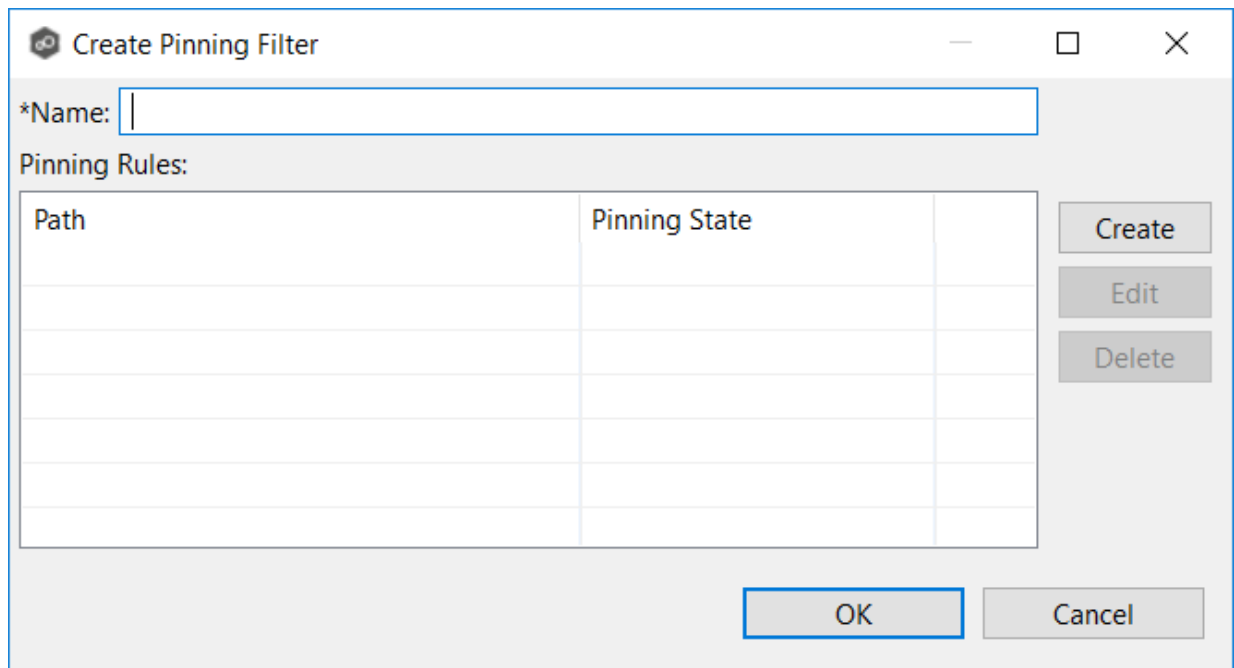 Create Pinning Filter
*Name:
Pinning Rules:
Path Pinning State
Create
Edit
Delete
OK Cancel